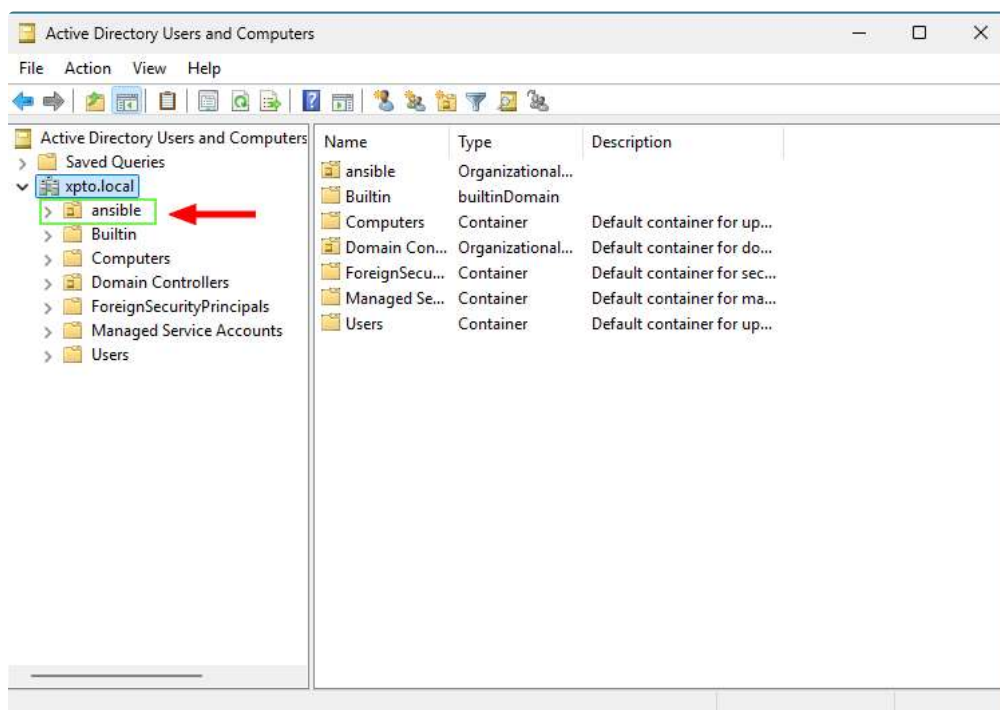 Active Directory Users and Computers
File Action View Help
Active Directory Users and Computers
Saved Queries
xpto.local
ansible
Builtin
Computers
Domain Controllers
ForeignSecurityPrincipals
Managed Service Accounts
Users
Name Type Description
ansible Organizational...
Builtin builtinDomain
Computers Container Default container for up...
Domain Con... Organizational... Default container for do...
ForeignSecu... Container Default container for sec...
Managed Se... Container Default container for ma...
Users Container Default container for up...